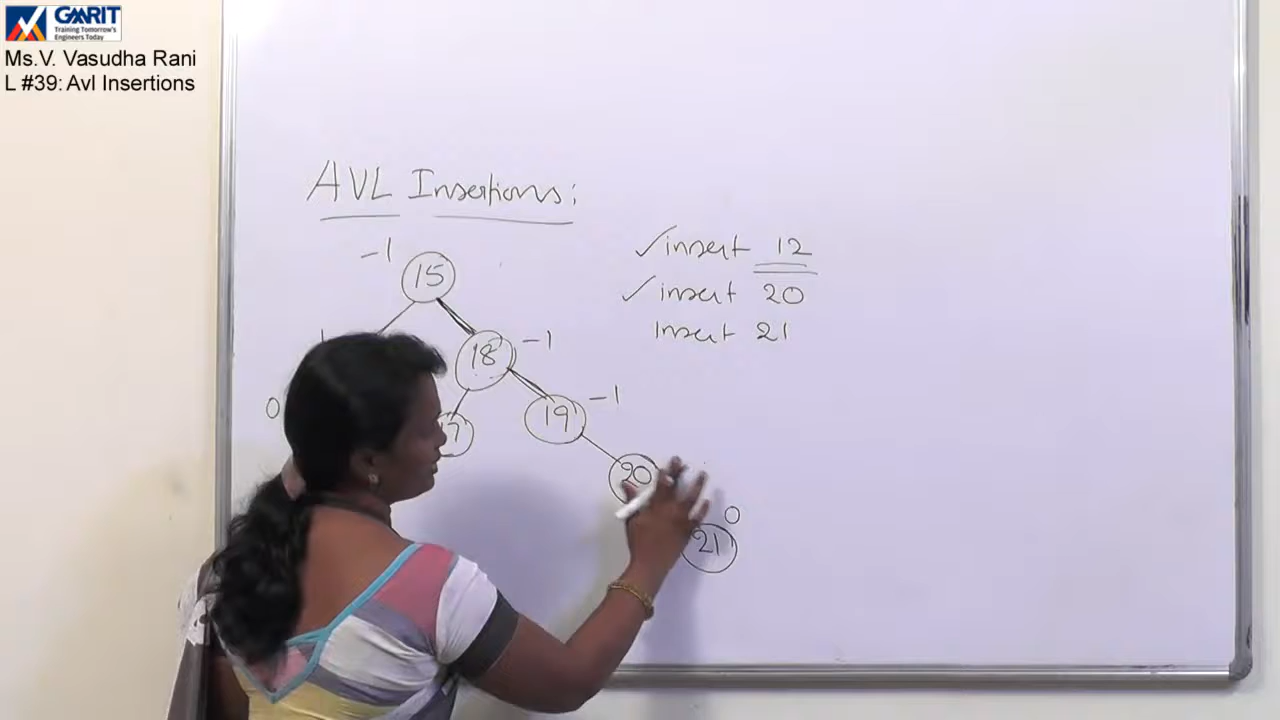 GMRIT
Training Tomorrow's
Engineers Today
Ms.V. Vasudha Rani
L #39: Avl Insertions
AVL Insertions:
-1
15
✓insert 12
✓insert 20
Insert 21
18
-1
0
19
-1
20
0
21